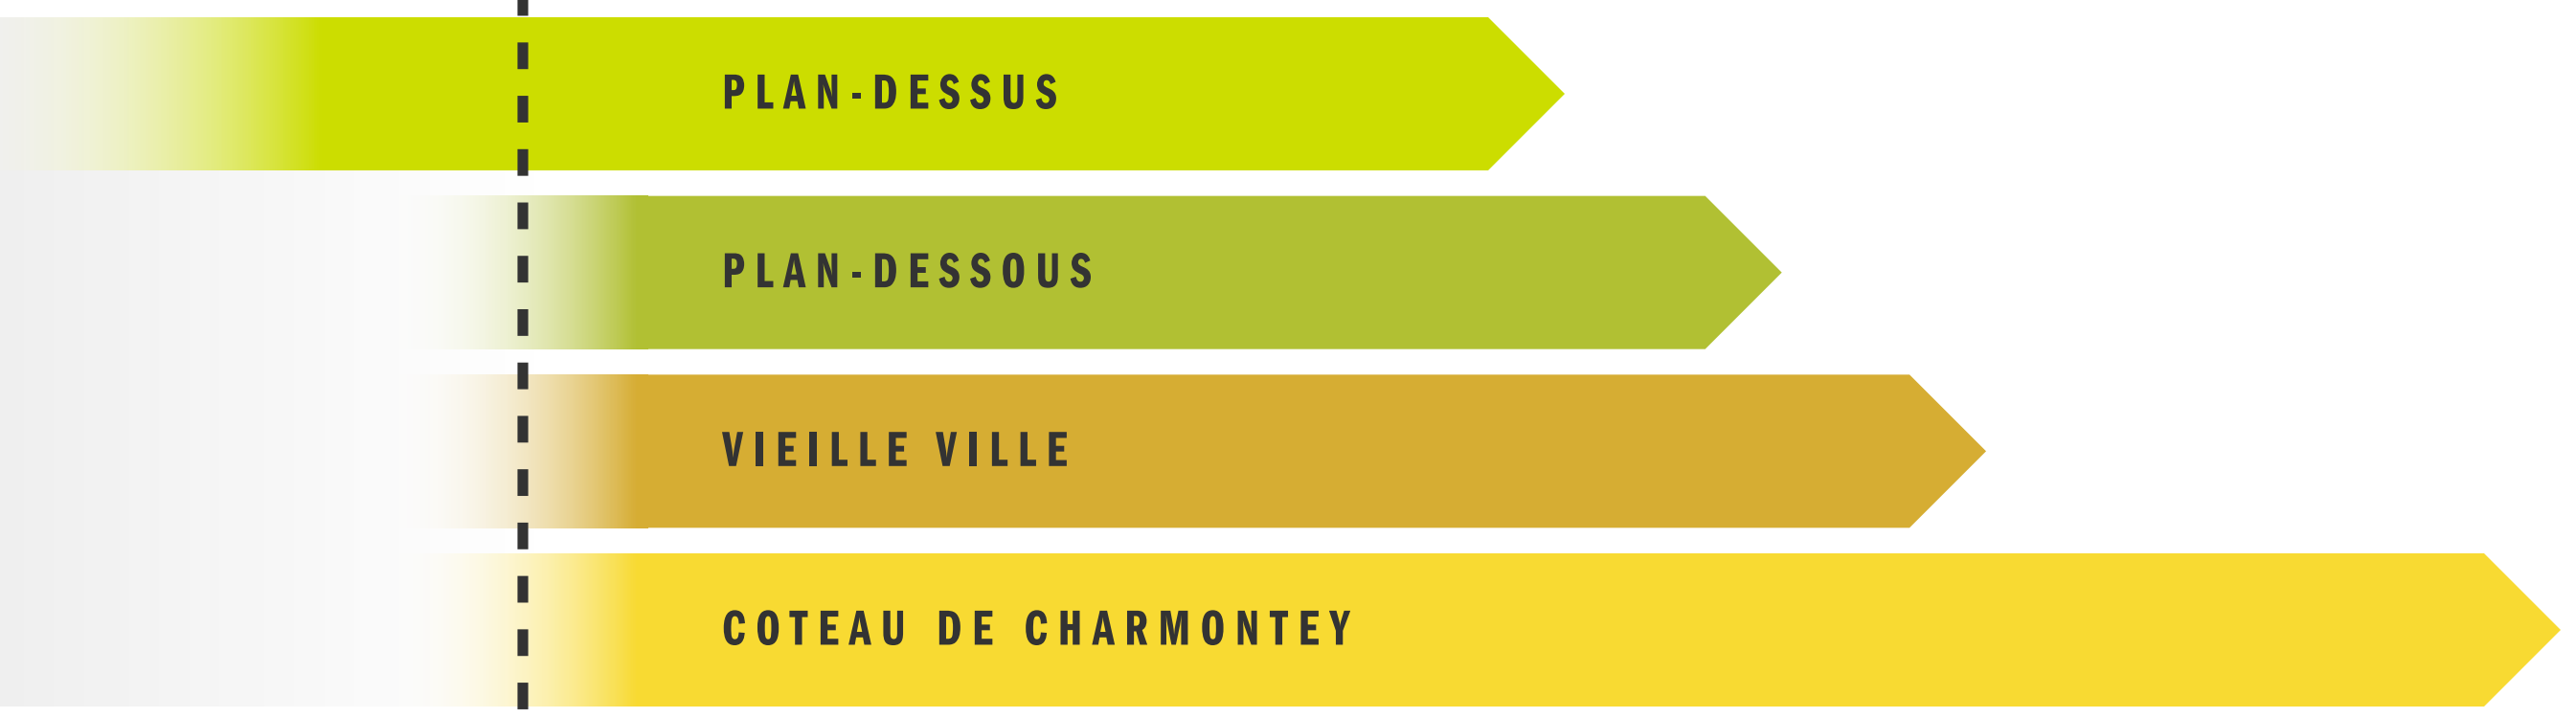 PLAN-DESSUS
PLAN-DESSOUS
VIEILLE VILLE
COTEAU DE CHARMONTEY